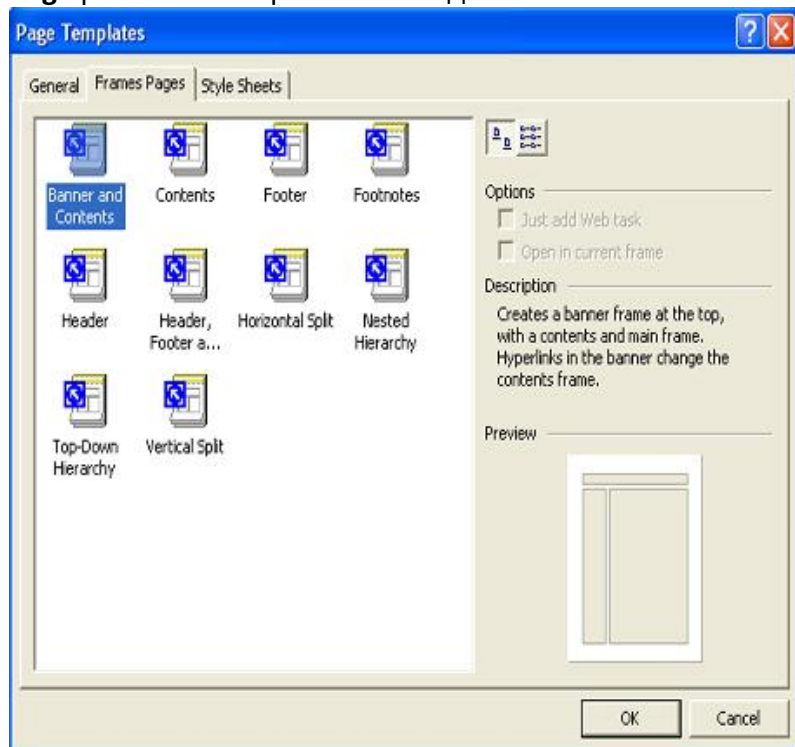 Page Templates
General Frames Pages Style Sheets
Banner and
Contents
Contents
Footer
Footnotes
Header
Header,
Footer a...
Horizontal Split
Nested
Hierarchy
Top-Down
Hierarchy
Vertical Split
Options
Just add Web task
Open in current frame
Description
Creates a banner frame at the top,
with a contents and main frame.
Hyperlinks in the banner change the
contents frame.
Preview
OK Cancel